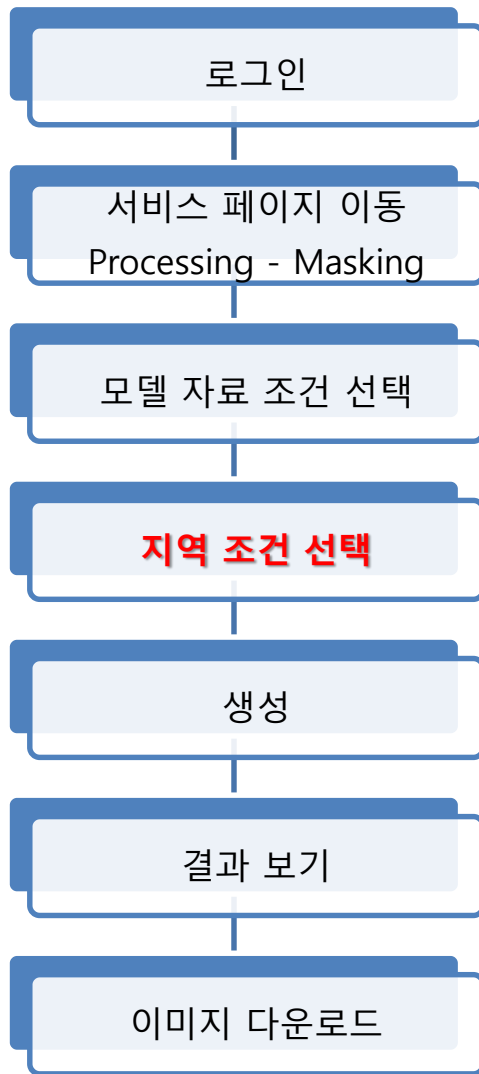 로그인
서비스 페이지 이동
Processing - Masking
모델 자료 조건 선택
지역 조건 선택
생성
결과 보기
이미지 다운로드